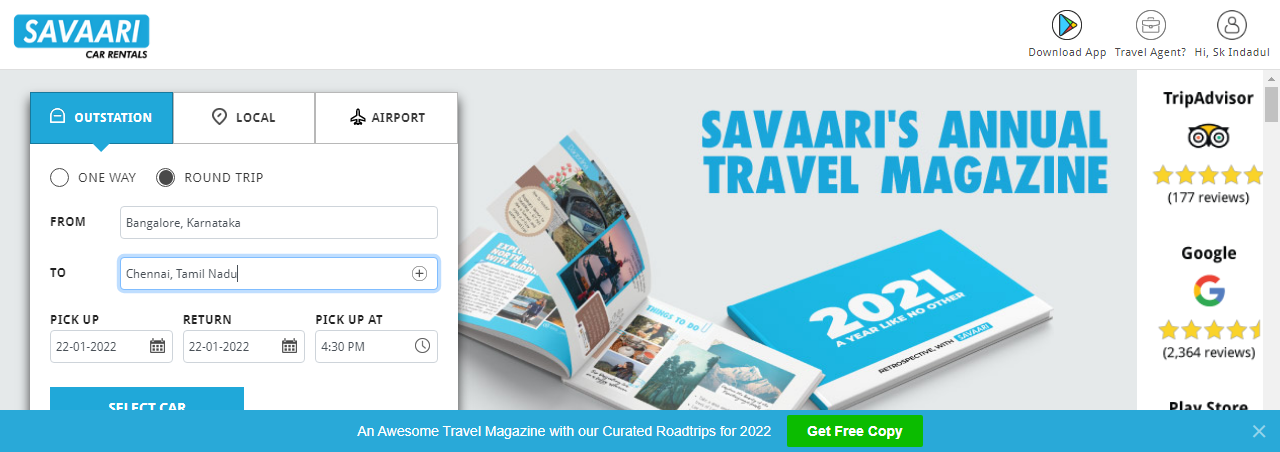 SAVAARI
CAR RENTALS
Download App
Travel Agent?
Hi, Sk Indadul
OUTSTATION
LOCAL
AIRPORT
ONE WAY
ROUND TRIP
FROM
Bangalore, Karnataka
TO
Chennai, Tamil Nadu
PICK UP
RETURN
PICK UP AT
22-01-2022
22-01-2022
4:30 PM
SELECT CAR
SAVAARI'S ANNUAL
TRAVEL MAGAZINE
THINGS TO DO
2021
A YEAR LIKE NO OTHER
RETROSPECTIVE, WITH SAVAARI
TripAdvisor
(177 reviews)
Google
(2,364 reviews)
Play Store
An Awesome Travel Magazine with our Curated Roadtrips for 2022
Get Free Copy